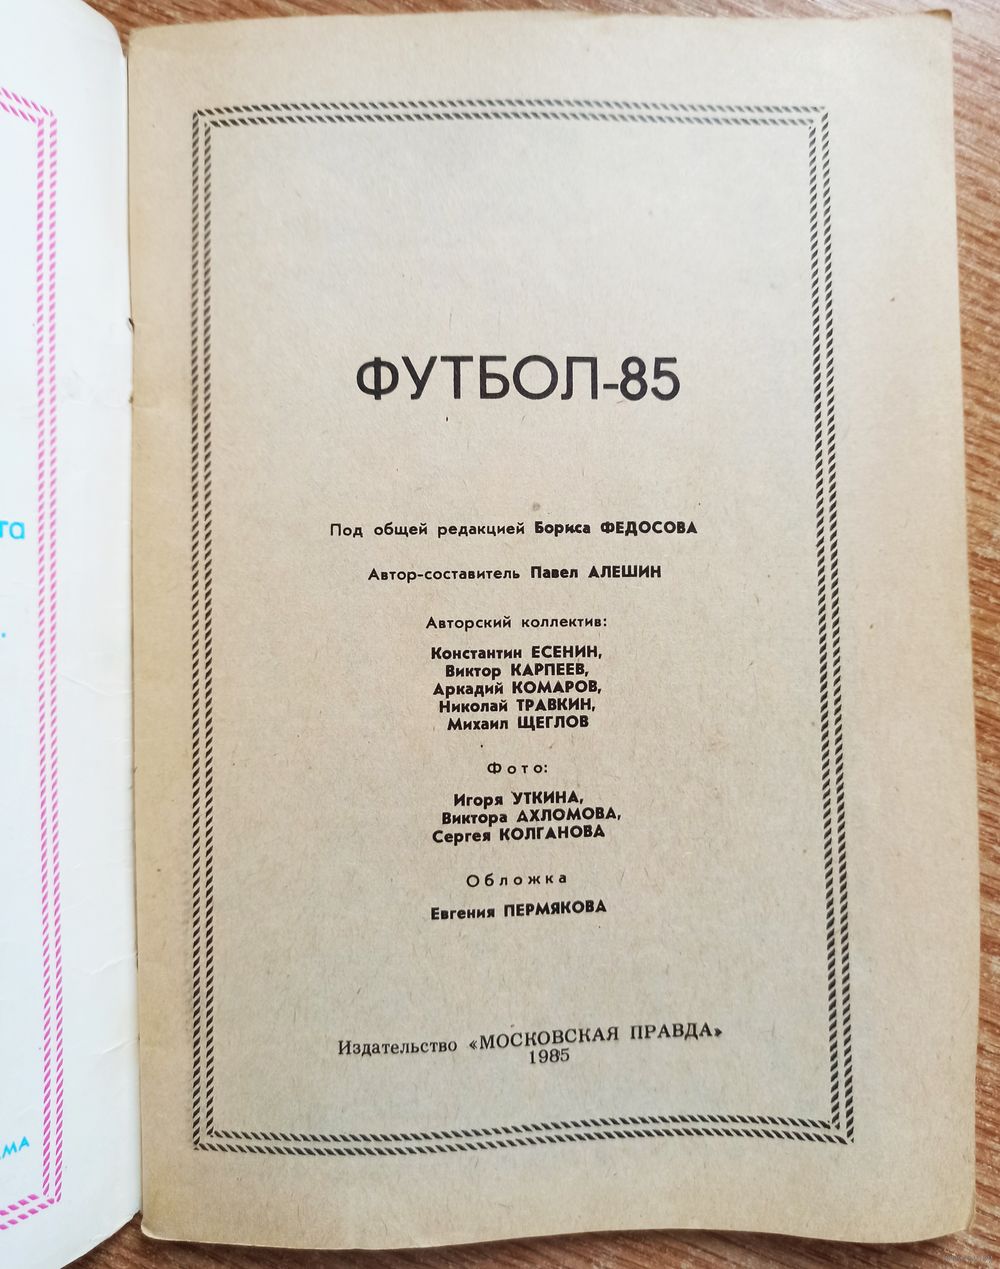 ФУТБОЛ-85
Под общей редакцией Бориса ФЕДОСОВА
Автор-составитель Павел АЛЕШИН
Авторский коллектив:
Константин ЕСЕНИН,
Виктор КАРПЕЕВ,
Аркадий КОМАРОВ,
Николай ТРАВКИН,
Михаил ЩЕГЛОВ
Фото:
Игоря УТКИНА,
Виктора АХЛОМОВА,
Сергея КОЛГАНОВА
Обложка
Евгения ПЕРМЯКОВА
Издательство «МОСКОВСКАЯ ПРАВДА»
1985